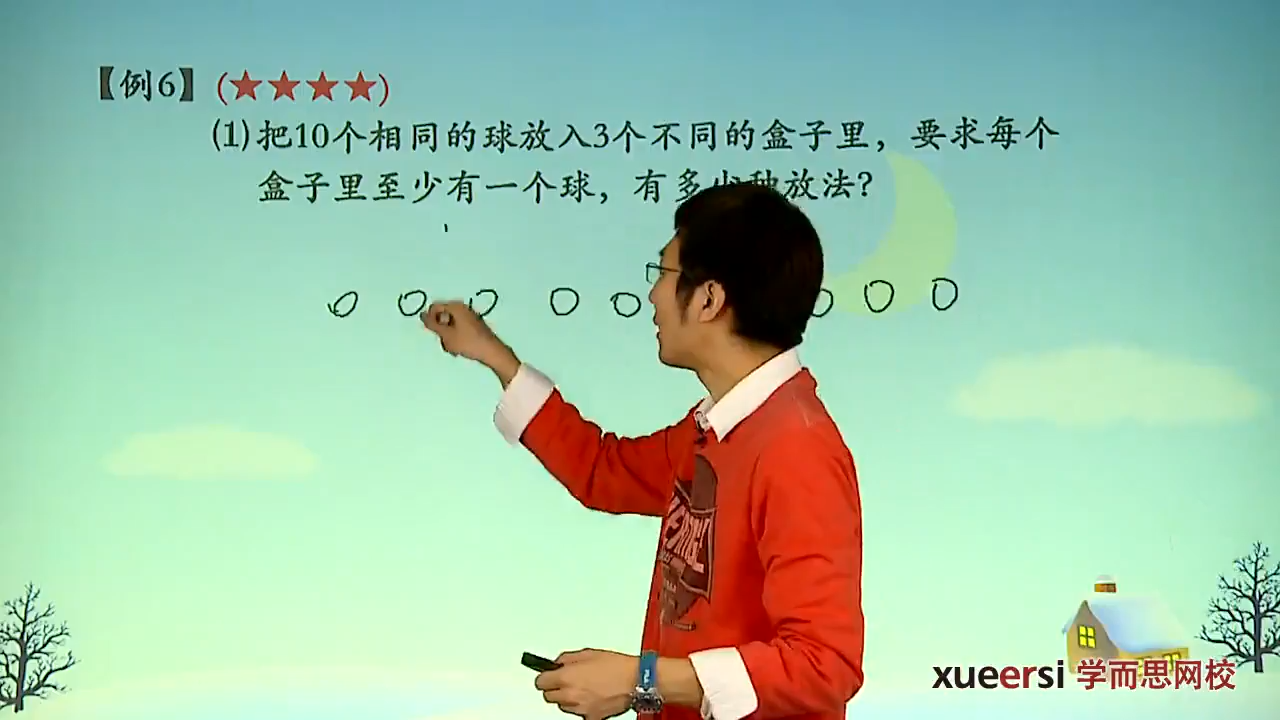 【例6】(★★★★)
(1)把10个相同的球放入3个不同的盒子里，要求每个
盒子里至少有一个球，有多少种放法？
xueersi 学而思网校